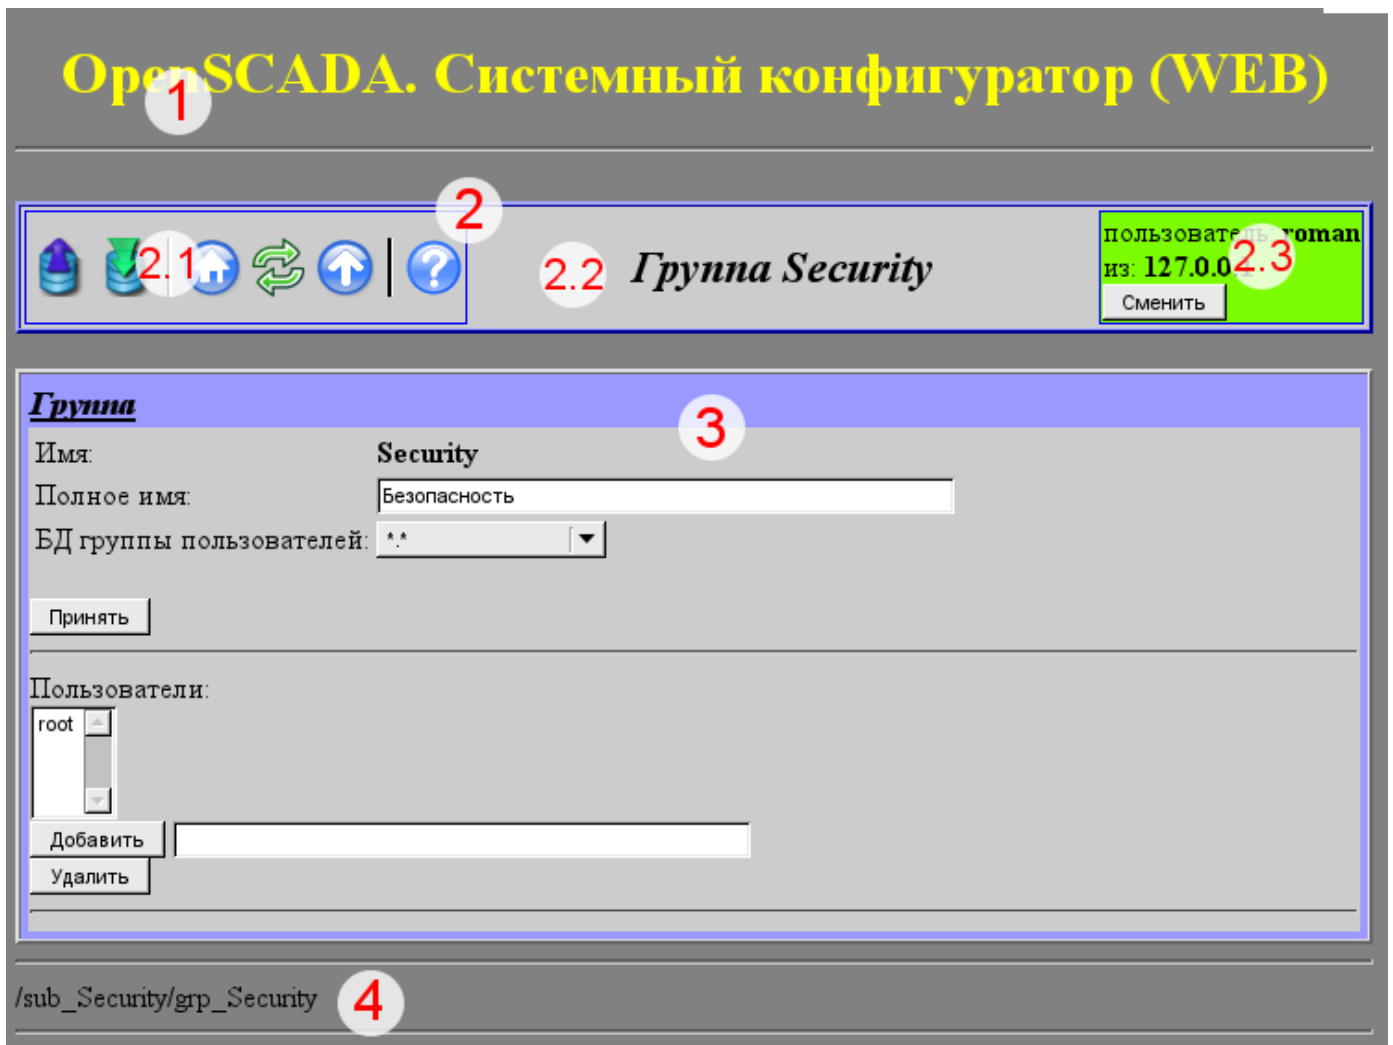 OpenSCADA. Системный конфигуратор (WEB)
1
2
2.1
2.2
Группа Security
пользователь: roman
из: 127.0.0
2.3
Сменить
Группа
3
Имя: Security
Полное имя: Безопасность
БД группы пользователей: *.*
Принять
Пользователи:
root
Добавить
Удалить
/sub_Security/grp_Security
4